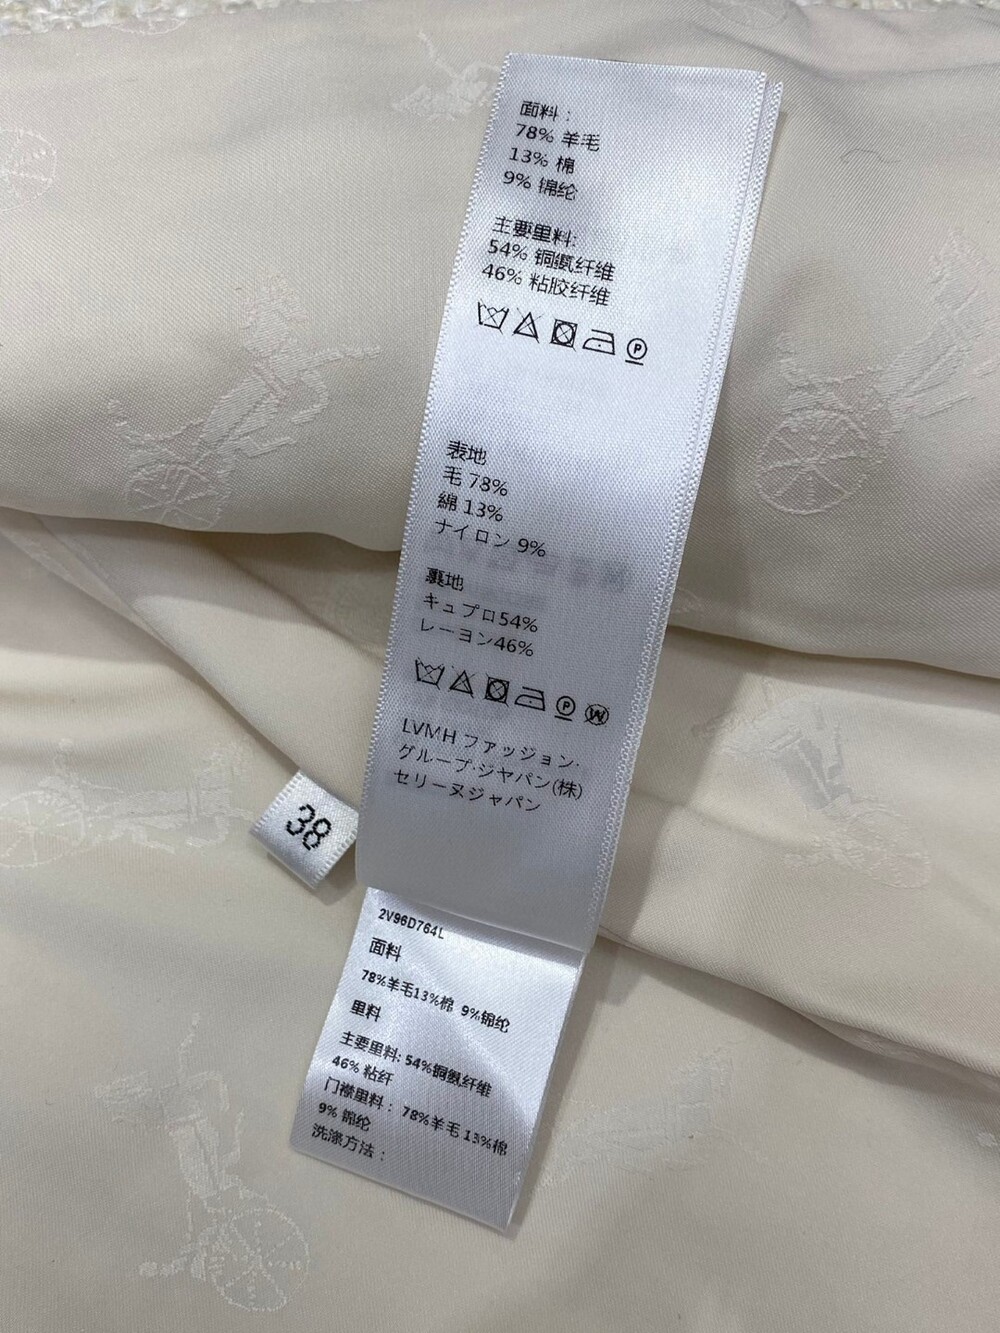 面料：
78% 羊毛
13% 棉
9% 锦纶
主要里料:
54% 铜氨纤维
46% 粘胶纤维
P
表地
毛 78%
綿 13%
ナイロン 9%
裏地
キュプロ54%
レーヨン46%
P W
LVMH ファッション・
グループ・ジャパン(株)
セリーヌジャパン
38
2V96D764L
面料
78%羊毛13%棉 9%锦纶
里料
主要里料: 54%铜氨纤维
46% 粘纤
门襟里料： 78%羊毛 13%棉
9% 锦纶
洗涤方法：